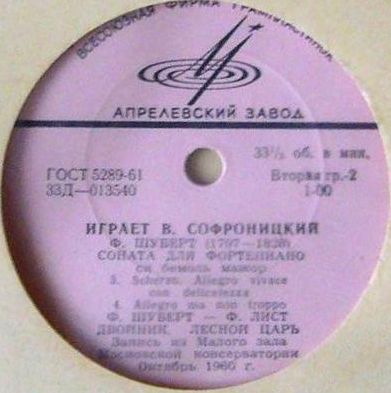 ВСЕСОЮЗНАЯ ФИРМА ГРАМПЛАСТИНОК
АПРЕЛЕВСКИЙ ЗАВОД
33⅓ об. в мин.
ГОСТ 5289-61 Вторая гр.-2
33Д—013540 1-00
ИГРАЕТ В. СОФРОНИЦКИЙ
Ф. ШУБЕРТ (1797—1828)
СОНАТА ДЛЯ ФОРТЕПИАНО
си бемоль мажор
3. Scherzo. Allegro vivace
con delicatezza
4. Allegro ma non troppo
Ф. ШУБЕРТ — Ф. ЛИСТ
ДВОЙНИК, ЛЕСНОЙ ЦАРЬ
Запись из Малого зала
Московской консерватории
Октябрь 1960 г.